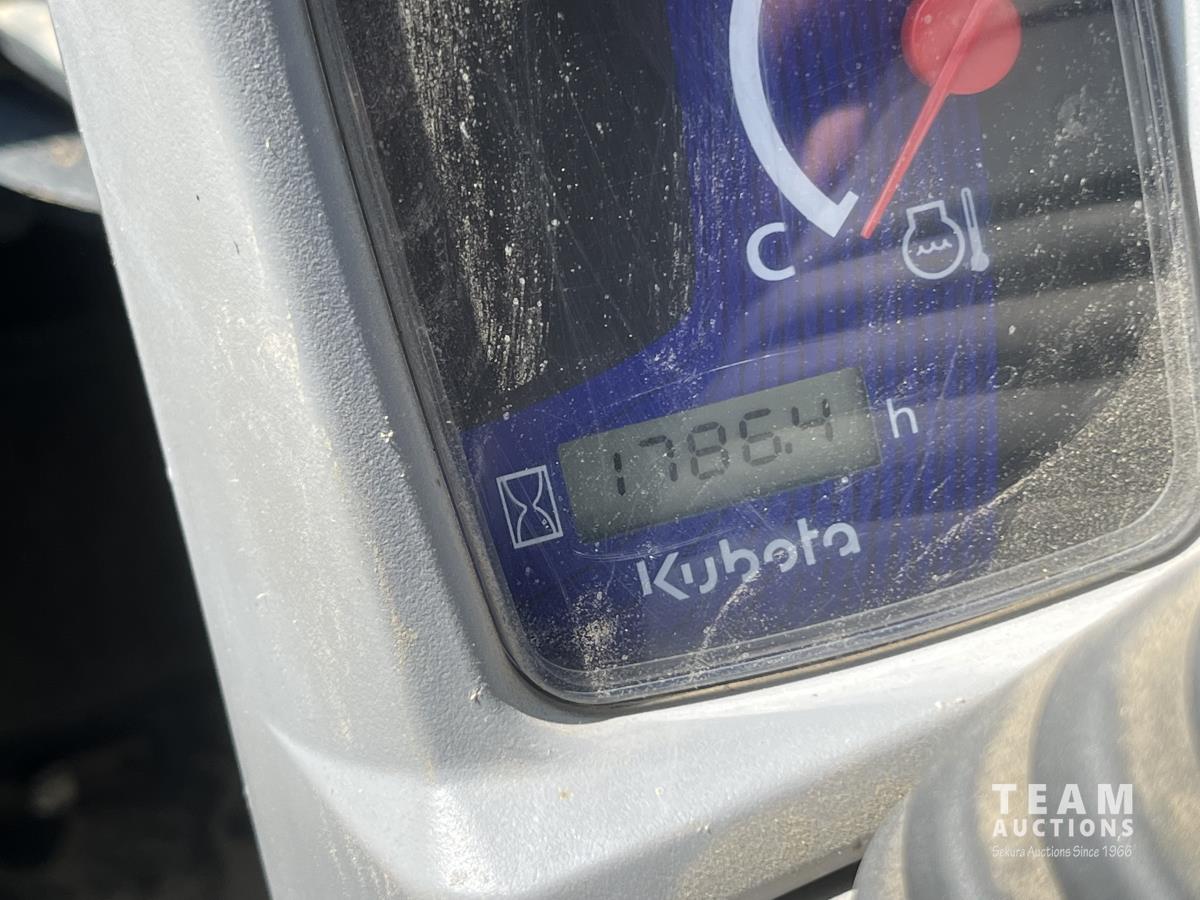 C
1786.4 h
Kubota
TEAM
AUCTIONS
Sekura Auctions Since 1966